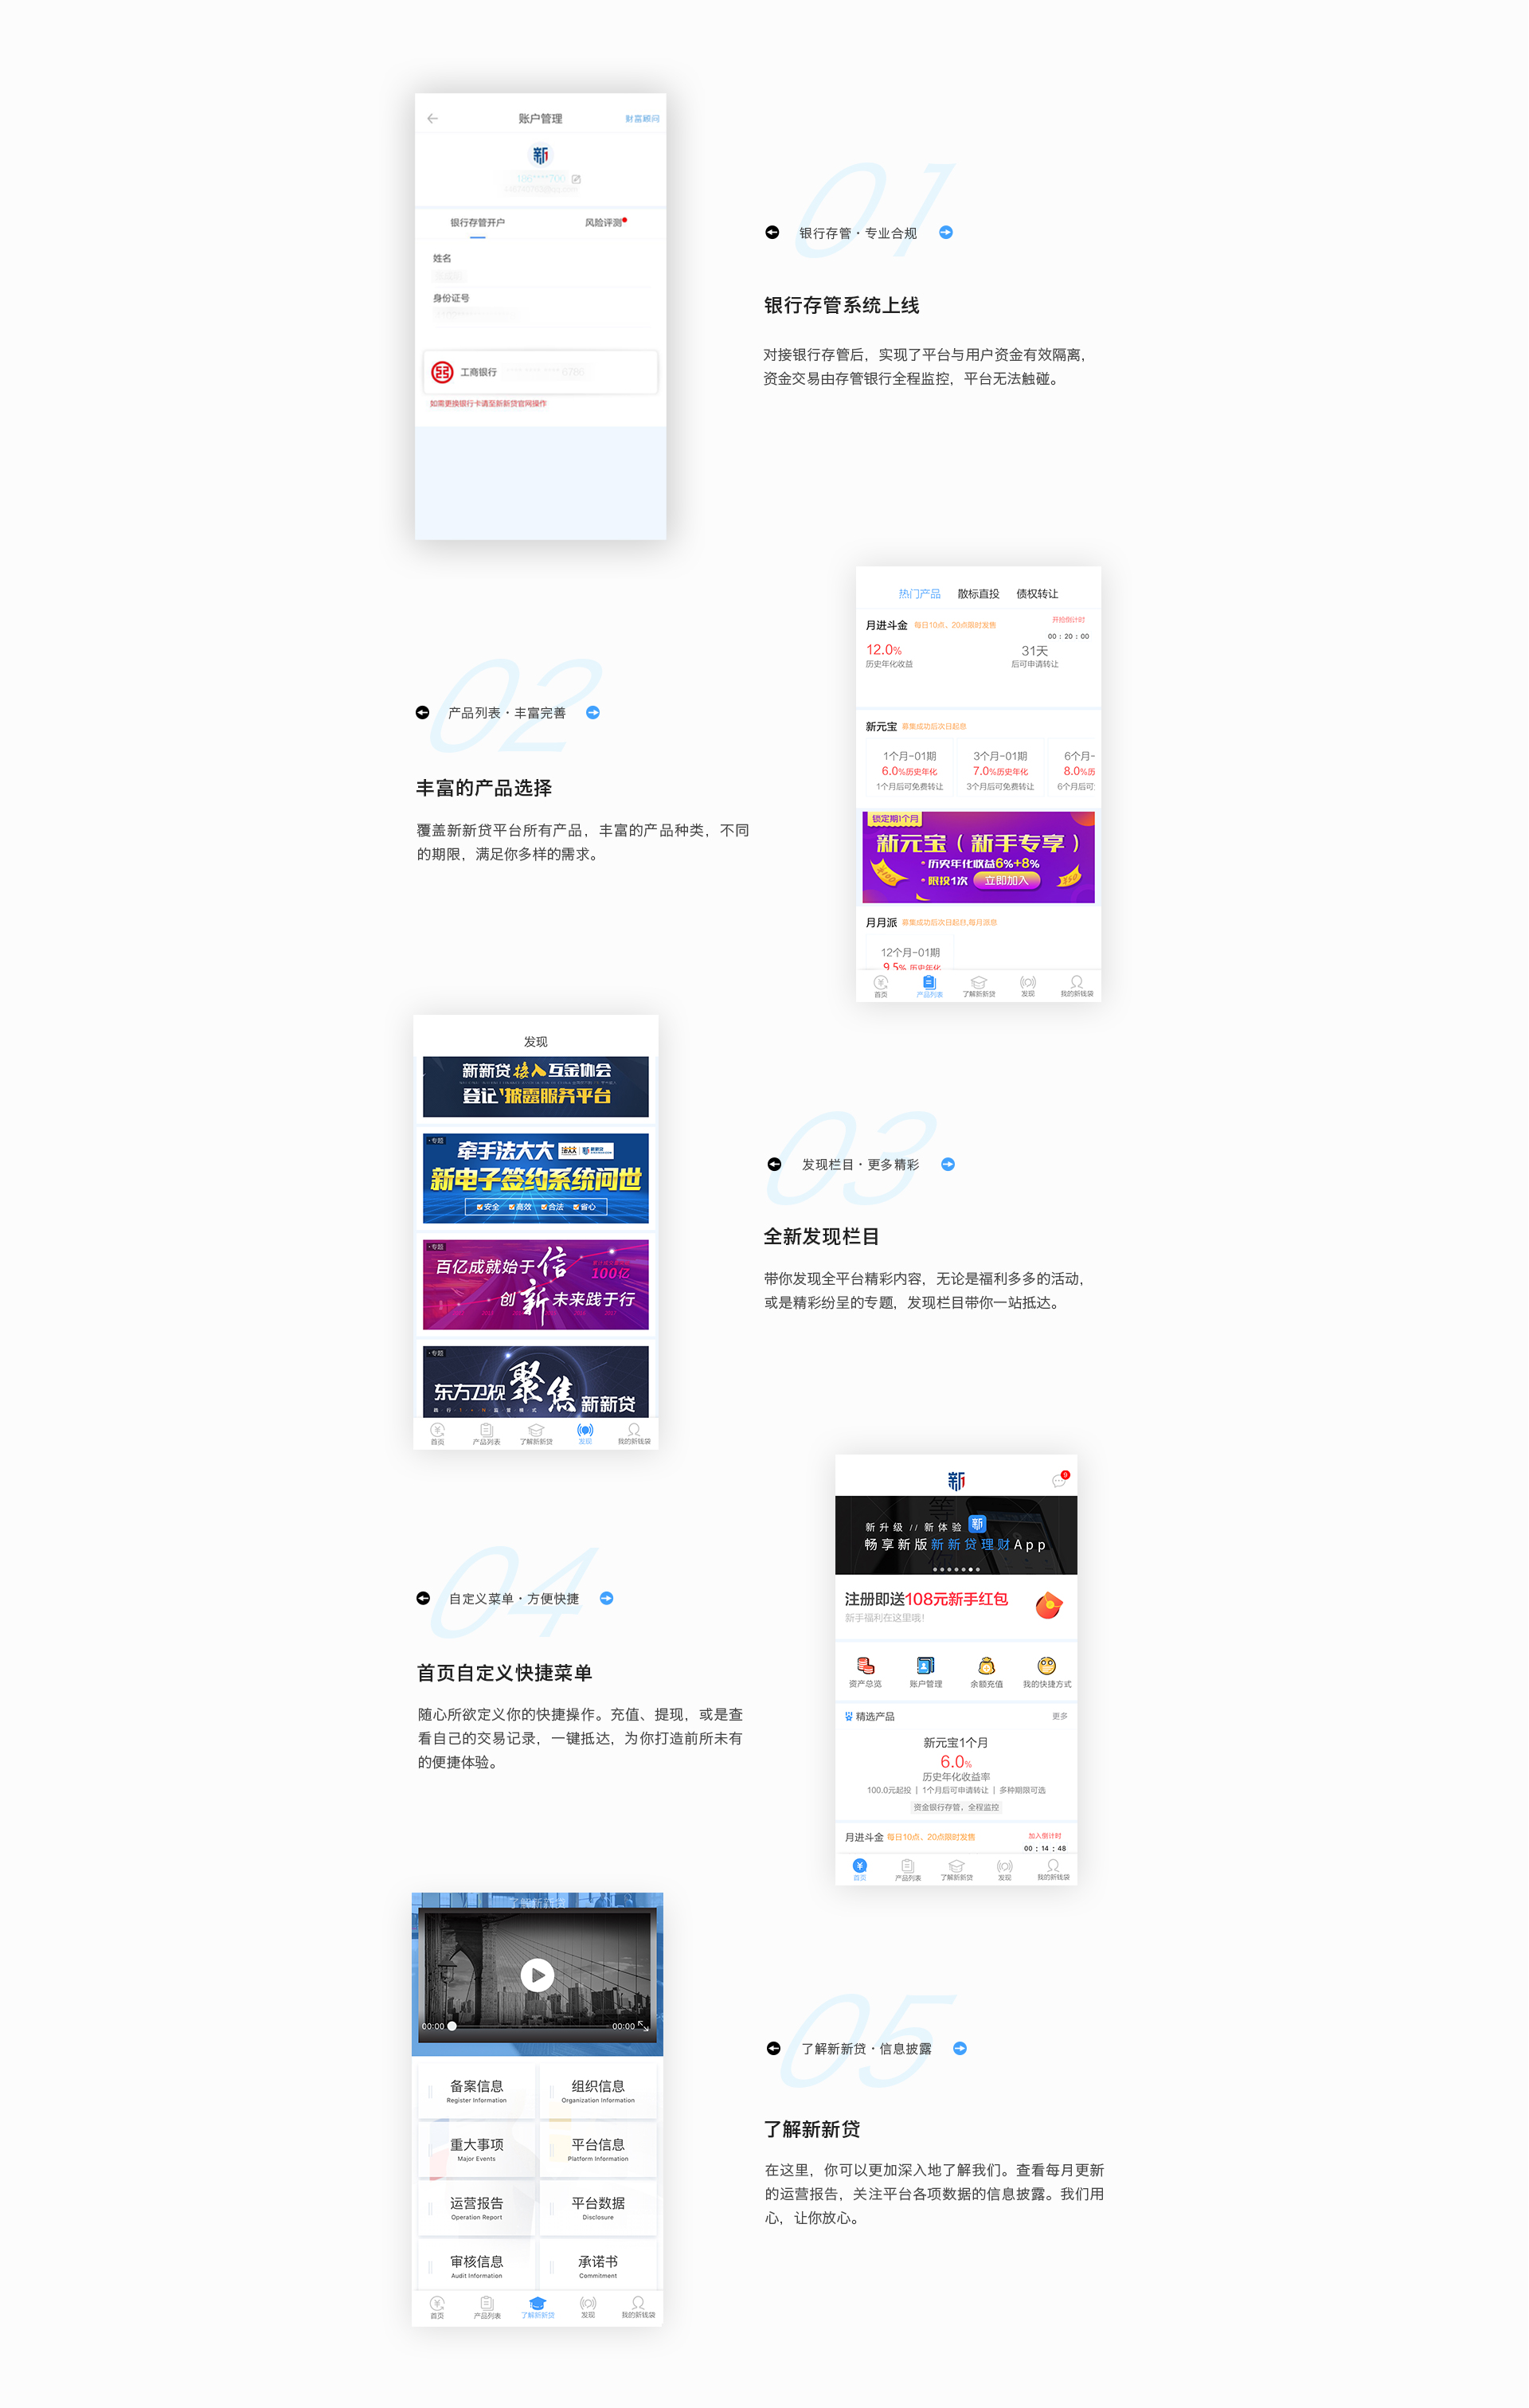 账户管理
财富顾问
新
186****700
银行存管开户
风险评测
姓名
身份证号
工商银行
6786
如需更换银行卡请至新新贷官网操作
01
银行存管·专业合规
银行存管系统上线
对接银行存管后，实现了平台与用户资金有效隔离，
资金交易由存管银行全程监控，平台无法触碰。
02
产品列表·丰富完善
丰富的产品选择
覆盖新新贷平台所有产品，丰富的产品种类，不同
的期限，满足你多样的需求。
热门产品 散标直投 债权转让
月进斗金 每日10点、20点限时发售
开抢倒计时
00 : 20 : 00
12.0%
31天
历史年化收益
后可申请转让
新元宝 募集成功后次日起息
1个月-01期 3个月-01期 6个月-
6.0%历史年化 7.0%历史年化 8.0%历
1个月后可免费转让 3个月后可免费转让 6个月后可
锁定期1个月
新元宝（新手专享）
• 历史年化收益6%+8%
• 限投1次 立即加入
月月派 募集成功后次日起息,每月派息
12个月-01期
9.5% 历史年化
首页 产品列表 了解新新贷 发现 我的新钱袋
发现
新新贷接入互金协会
登记披露服务平台
•专题
牵手法大大
新电子签约系统问世
安全 高效 合法 省心
•专题
百亿成就始于信
100亿
创新未来践于行
•专题
东方卫视聚焦新新贷
首页 产品列表 了解新新贷 发现 我的新钱袋
03
发现栏目·更多精彩
全新发现栏目
带你发现全平台精彩内容，无论是福利多多的活动，
或是精彩纷呈的专题，发现栏目带你一站抵达。
04
自定义菜单·方便快捷
首页自定义快捷菜单
随心所欲定义你的快捷操作。充值、提现，或是查
看自己的交易记录，一键抵达，为你打造前所未有
的便捷体验。
新
新升级 // 新体验 新
畅享新版新新贷理财App
注册即送108元新手红包
新手福利在这里哦！
资产总览 账户管理 余额充值 我的快捷方式
精选产品 更多
新元宝1个月
6.0%
历史年化收益率
100.0元起投 | 1个月后可申请转让 | 多种期限可选
资金银行存管，全程监控
月进斗金 每日10点、20点限时发售
加入倒计时
00 : 14 : 48
首页 产品列表 了解新新贷 发现 我的新钱袋
了解新新贷
00:00 00:00
备案信息 组织信息
Register Information Organization Information
重大事项 平台信息
Major Events Platform Information
运营报告 平台数据
Operation Report Disclosure
审核信息 承诺书
Audit Information Commitment
首页 产品列表 了解新新贷 发现 我的新钱袋
05
了解新新贷·信息披露
了解新新贷
在这里，你可以更加深入地了解我们。查看每月更新
的运营报告，关注平台各项数据的信息披露。我们用
心，让你放心。